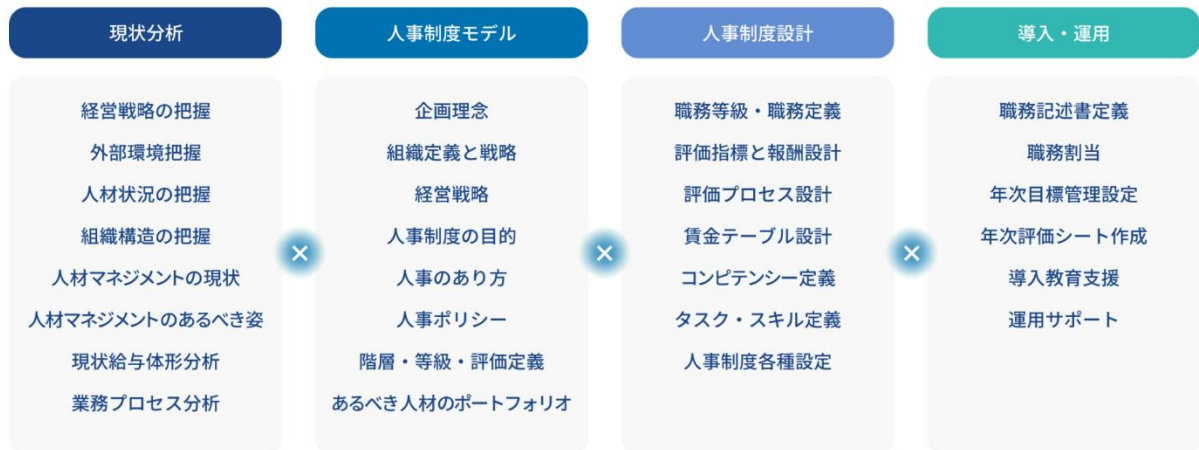 現状分析
経営戦略の把握
外部環境把握
人材状況の把握
組織構造の把握
人材マネジメントの現状
人材マネジメントのあるべき姿
現状給与体形分析
業務プロセス分析
×
人事制度モデル
企画理念
組織定義と戦略
経営戦略
人事制度の目的
人事のあり方
人事ポリシー
階層・等級・評価定義
あるべき人材のポートフォリオ
×
人事制度設計
職務等級・職務定義
評価指標と報酬設計
評価プロセス設計
賃金テーブル設計
コンピテンシー定義
タスク・スキル定義
人事制度各種設定
×
導入・運用
職務記述書定義
職務割当
年次目標管理設定
年次評価シート作成
導入教育支援
運用サポート